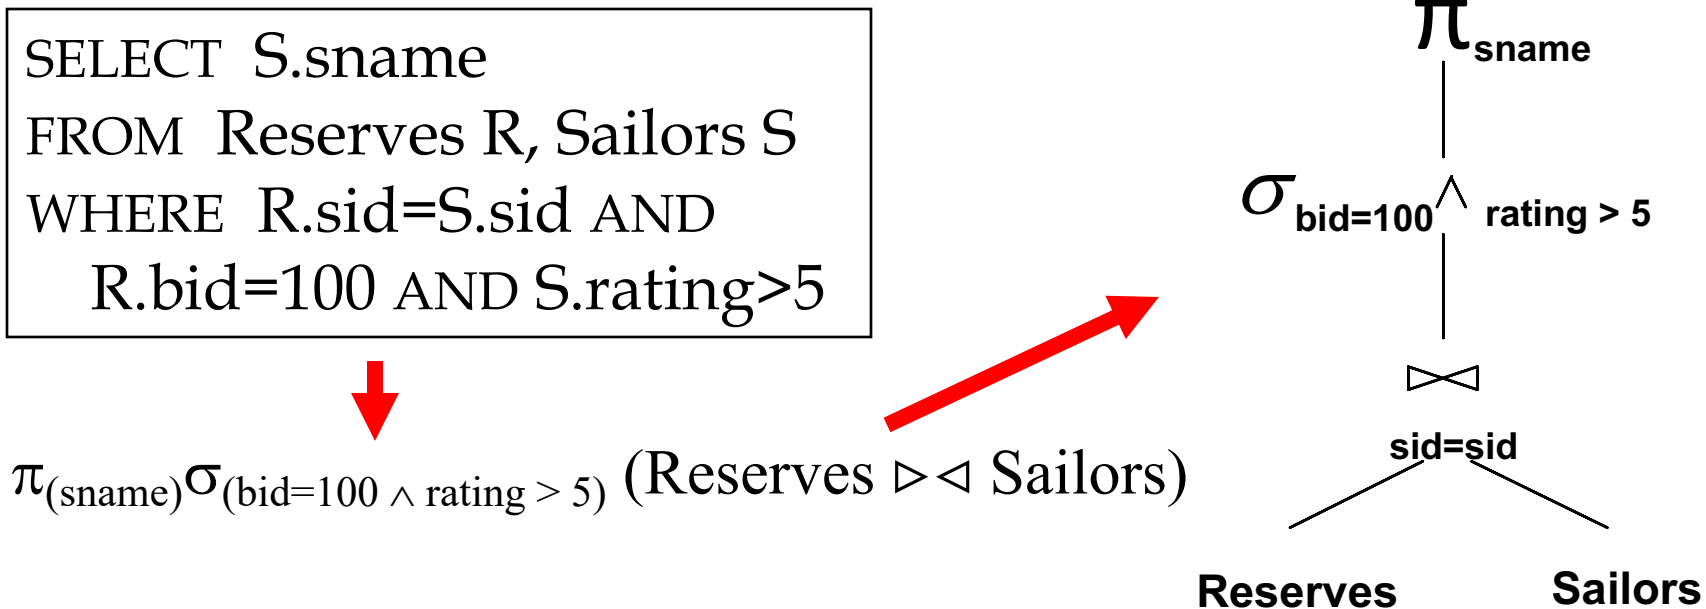 SELECT S.sname
FROM Reserves R, Sailors S
WHERE R.sid=S.sid AND
R.bid=100 AND S.rating>5
π(sname)σ(bid=100 ∧ rating > 5) (Reserves ▷◁ Sailors)
π sname
σ bid=100 ∧ rating > 5
⋈
sid=sid
Reserves Sailors